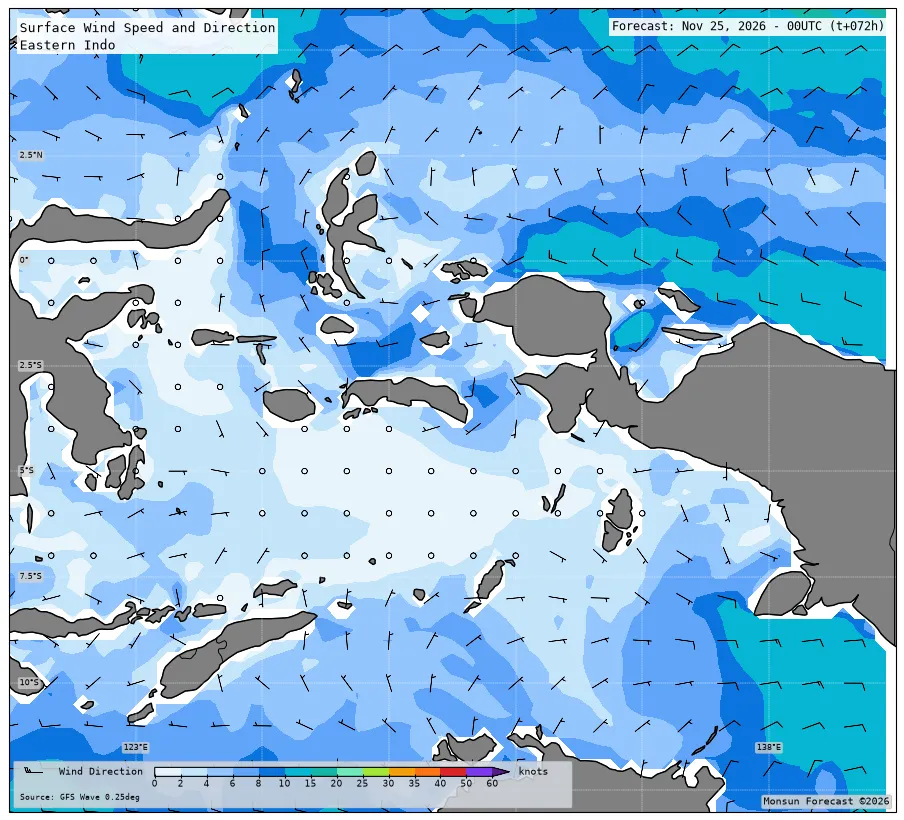 Surface Wind Speed and Direction
Eastern Indo
Forecast: Nov 25, 2026 - 00UTC (t+072h)
2.5°N
0°
2.5°S
5°S
7.5°S
10°S
123°E
138°E
Wind Direction
knots
0 2 4 6 8 10 15 20 25 30 40 50 60
Source: GFS Wave 0.25deg
Monsun Forecast ©2026